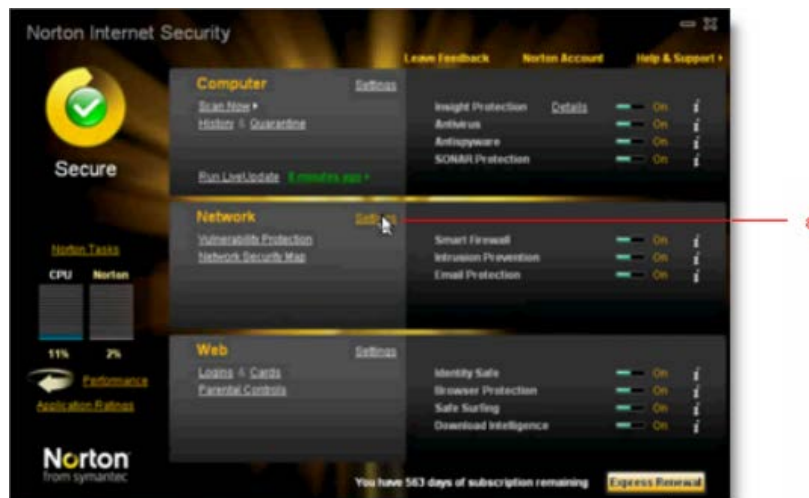 Norton Internet Security
Leave Feedback Norton Account Help & Support
Computer Settings
Scan Now
History & Quarantine
Run LiveUpdate 8 minutes ago
Insight Protection Details On
Antivirus On
Antispyware On
SONAR Protection On
Secure
Network Settings
Vulnerability Protection
Network Security Map
Smart Firewall On
Intrusion Prevention On
Email Protection On
Norton Tasks
CPU Norton
11% 2%
Performance
Application Ratings
Web Settings
Logins & Cards
Parental Controls
Identity Safe On
Browser Protection On
Safe Surfing On
Download Intelligence On
Norton
from symantec
You have 563 days of subscription remaining Express Renewal